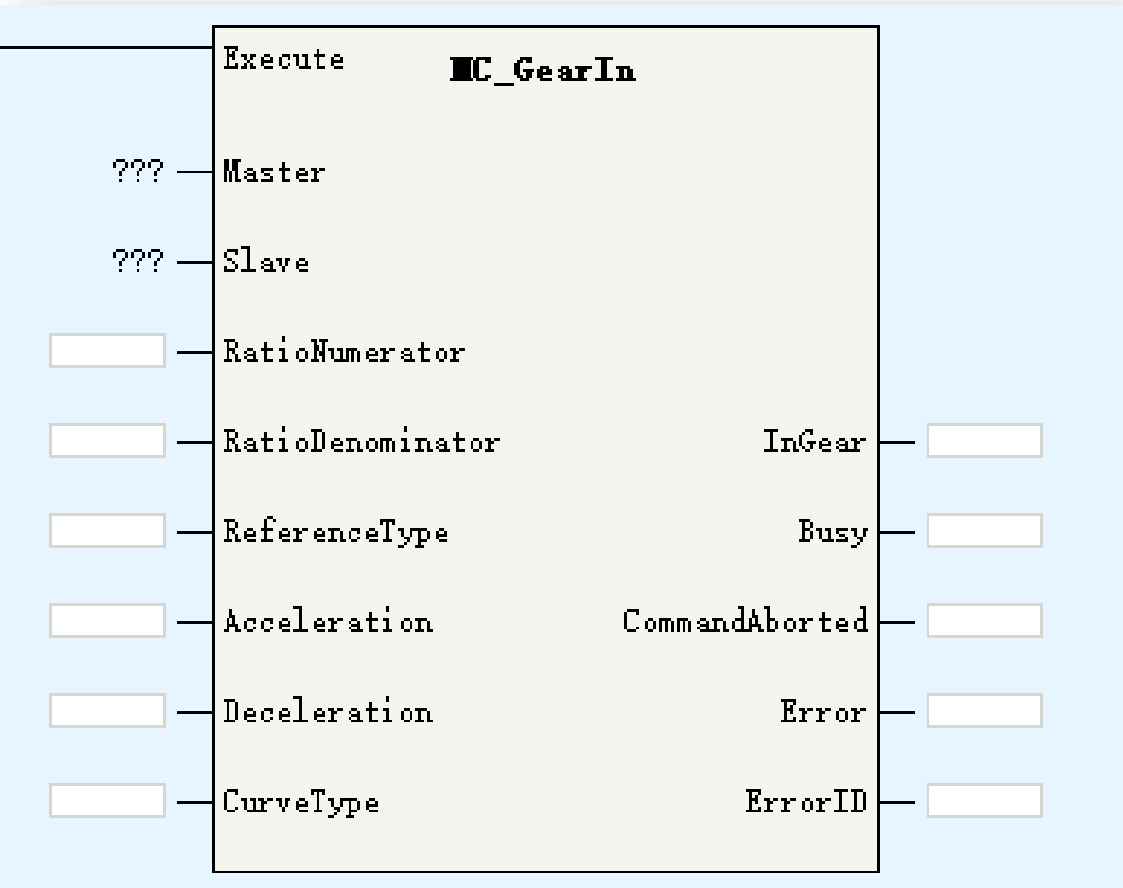 Execute
MC_GearIn
??? Master
??? Slave
RatioNumerator
RatioDenominator
InGear
ReferenceType
Busy
Acceleration
CommandAborted
Deceleration
Error
CurveType
ErrorID